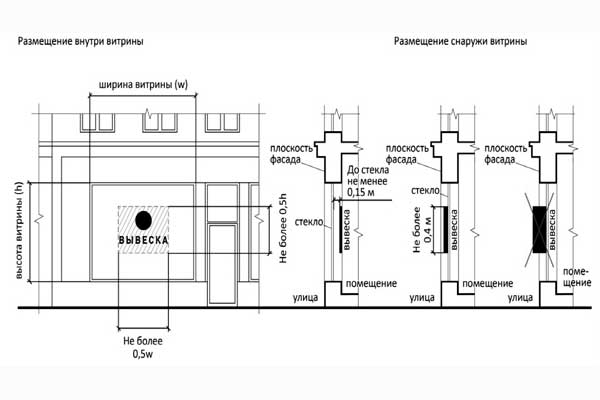 Размещение внутри витрины
Размещение снаружи витрины
ширина витрины (w)
высота витрины (h)
ВЫВЕСКА
Не более 0,5h
Не более
0,5w
плоскость
фасада
До стекла
не менее
0,15 м
стекло
вывеска
помещение
улица
плоскость
фасада
стекло
Не более
0,4 м
вывеска
помещение
улица
плоскость
фасада
вывеска
поме-
щение
улица